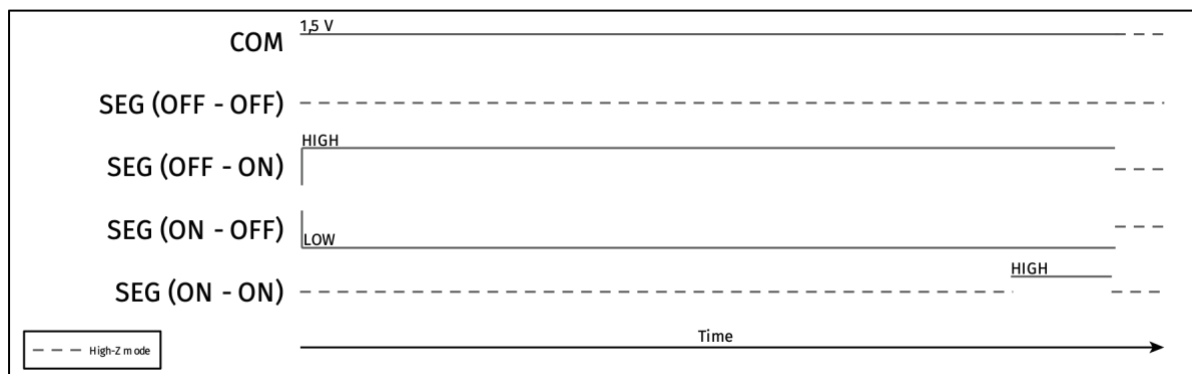 1,5 V
COM
SEG (OFF - OFF)
HIGH
SEG (OFF - ON)
SEG (ON - OFF)
LOW
HIGH
SEG (ON - ON)
Time
High-Z mode